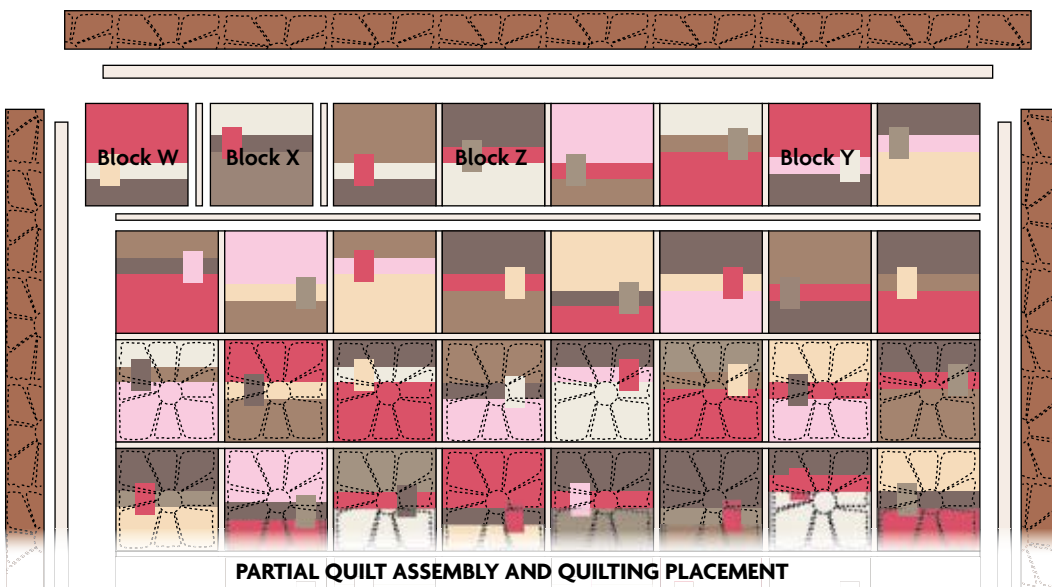 Block W
Block X
Block Z
Block Y
PARTIAL QUILT ASSEMBLY AND QUILTING PLACEMENT